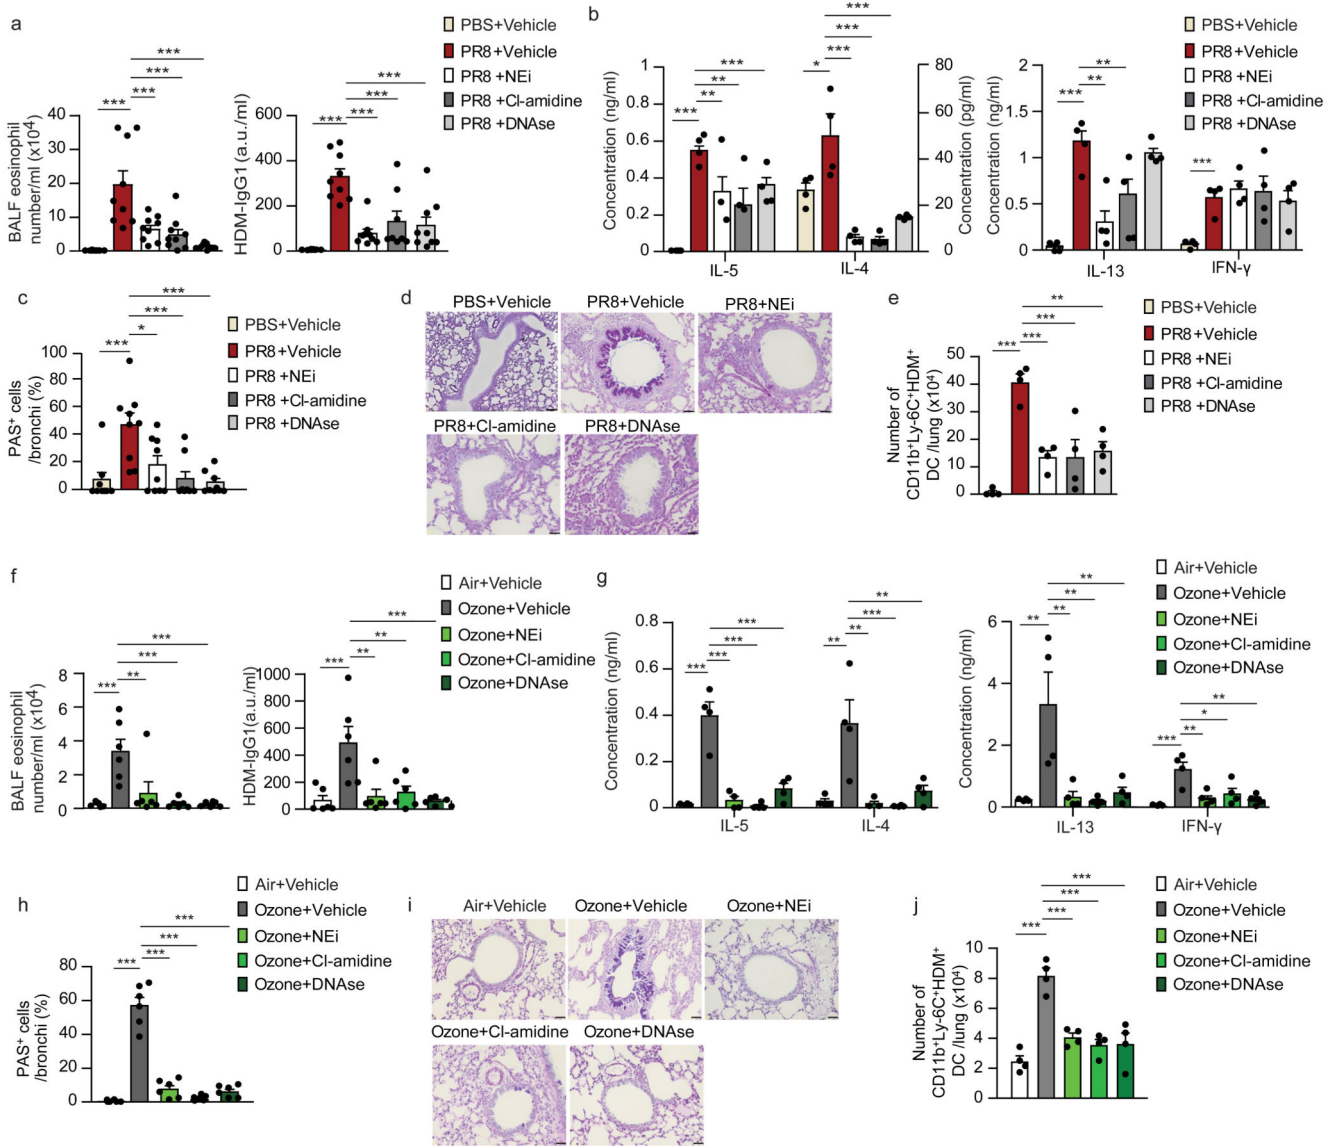 a
BALF eosinophil
number/ml (x10⁴)
40
30
20
10
0
***
***
***
***
HDM-IgG1 (a.u./ml)
600
400
200
0
***
***
***
***
PBS+Vehicle
PR8+Vehicle
PR8 +NEi
PR8 +Cl-amidine
PR8 +DNAse
b
Concentration (ng/ml)
1
0.8
0.6
0.4
0.2
0
***
**
**
***
*
***
***
***
IL-5
IL-4
80
60
40
20
0
Concentration (pg/ml)
Concentration (ng/ml)
2
1.5
1
0.5
0
***
**
**
***
IL-13
IFN-γ
PBS+Vehicle
PR8+Vehicle
PR8 +NEi
PR8 +Cl-amidine
PR8 +DNAse
c
PAS⁺ cells
/bronchi (%)
100
80
60
40
20
0
***
*
***
***
PBS+Vehicle
PR8+Vehicle
PR8 +NEi
PR8 +Cl-amidine
PR8 +DNAse
d
PBS+Vehicle
PR8+Vehicle
PR8+NEi
PR8+Cl-amidine
PR8+DNAse
e
Number of
CD11b⁺Ly-6C⁺HDM⁺
DC /lung (x10⁴)
50
40
30
20
10
0
***
***
***
**
PBS+Vehicle
PR8+Vehicle
PR8 +NEi
PR8 +Cl-amidine
PR8 +DNAse
f
BALF eosinophil
number/ml (x10⁴)
8
6
4
2
0
***
**
***
***
HDM-IgG1(a.u./ml)
1000
800
600
400
200
0
***
**
**
***
Air+Vehicle
Ozone+Vehicle
Ozone+NEi
Ozone+Cl-amidine
Ozone+DNAse
g
Concentration (ng/ml)
0.8
0.6
0.4
0.2
0
***
***
***
***
**
**
***
**
IL-5
IL-4
Concentration (ng/ml)
6
4
2
0
**
**
**
**
***
**
*
**
IL-13
IFN-γ
Air+Vehicle
Ozone+Vehicle
Ozone+NEi
Ozone+Cl-amidine
Ozone+DNAse
h
PAS⁺ cells
/bronchi (%)
80
60
40
20
0
***
***
***
***
Air+Vehicle
Ozone+Vehicle
Ozone+NEi
Ozone+Cl-amidine
Ozone+DNAse
i
Air+Vehicle
Ozone+Vehicle
Ozone+NEi
Ozone+Cl-amidine
Ozone+DNAse
j
Number of
CD11b⁺Ly-6C⁺HDM⁺
DC /lung (x10⁴)
10
8
6
4
2
0
***
***
***
***
Air+Vehicle
Ozone+Vehicle
Ozone+NEi
Ozone+Cl-amidine
Ozone+DNAse